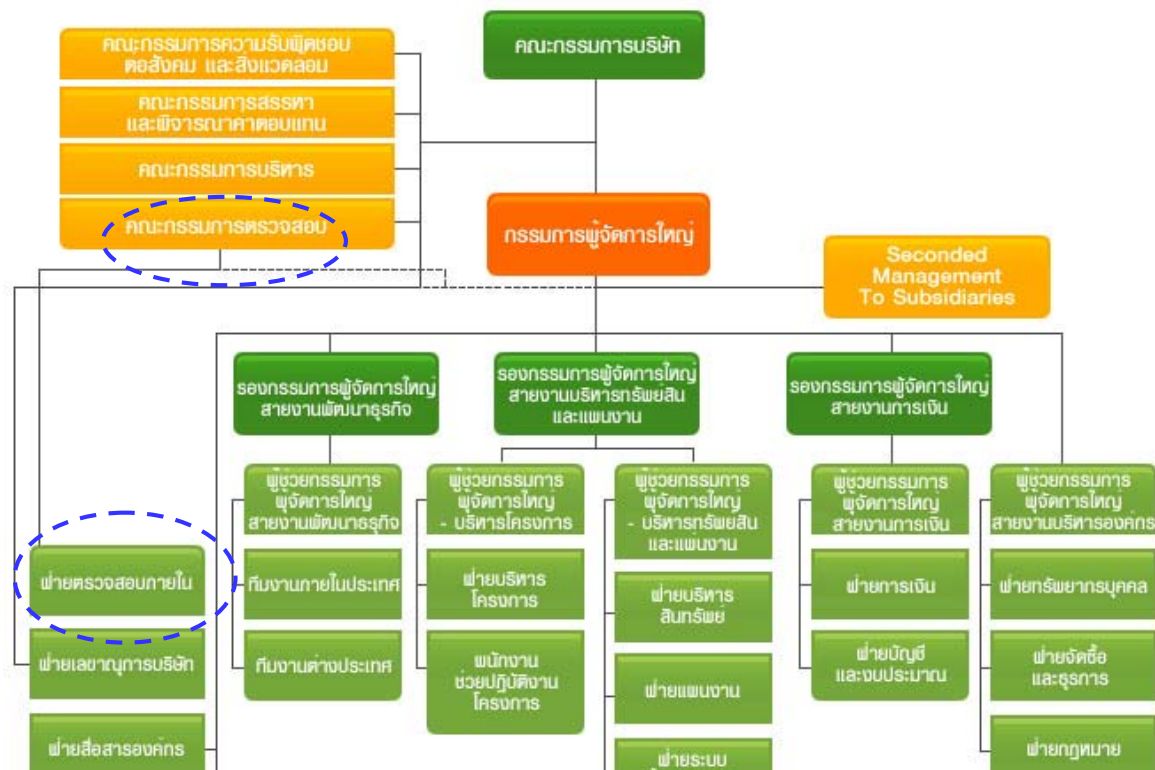 คณะกรรมการความรับผิดชอบ
ต่อสังคม และสิ่งแวดล้อม
คณะกรรมการสรรหา
และพิจารณาค่าตอบแทน
คณะกรรมการบริหาร
คณะกรรมการตรวจสอบ
คณะกรรมการบริษัท
กรรมการผู้จัดการใหญ่
Seconded
Management
To Subsidiaries
รองกรรมการผู้จัดการใหญ่
สายงานพัฒนาธุรกิจ
รองกรรมการผู้จัดการใหญ่
สายงานบริหารทรัพย์สิน
และแผนงาน
รองกรรมการผู้จัดการใหญ่
สายงานการเงิน
ฝ่ายตรวจสอบภายใน
ฝ่ายเลขานุการบริษัท
ฝ่ายสื่อสารองค์กร
ผู้ช่วยกรรมการ
ผู้จัดการใหญ่
สายงานพัฒนาธุรกิจ
ทีมงานภายในประเทศ
ทีมงานต่างประเทศ
ผู้ช่วยกรรมการ
ผู้จัดการใหญ่
- บริหารโครงการ
ฝ่ายบริหาร
โครงการ
พนักงาน
ช่วยปฏิบัติงาน
โครงการ
ผู้ช่วยกรรมการ
ผู้จัดการใหญ่
- บริหารทรัพย์สิน
และแผนงาน
ฝ่ายบริหาร
สินทรัพย์
ฝ่ายแผนงาน
ฝ่ายระบบ
ผู้ช่วยกรรมการ
ผู้จัดการใหญ่
สายงานการเงิน
ฝ่ายการเงิน
ฝ่ายบัญชี
และงบประมาณ
ผู้ช่วยกรรมการ
ผู้จัดการใหญ่
สายงานบริหารองค์กร
ฝ่ายทรัพยากรบุคคล
ฝ่ายจัดซื้อ
และธุรการ
ฝ่ายกฎหมาย